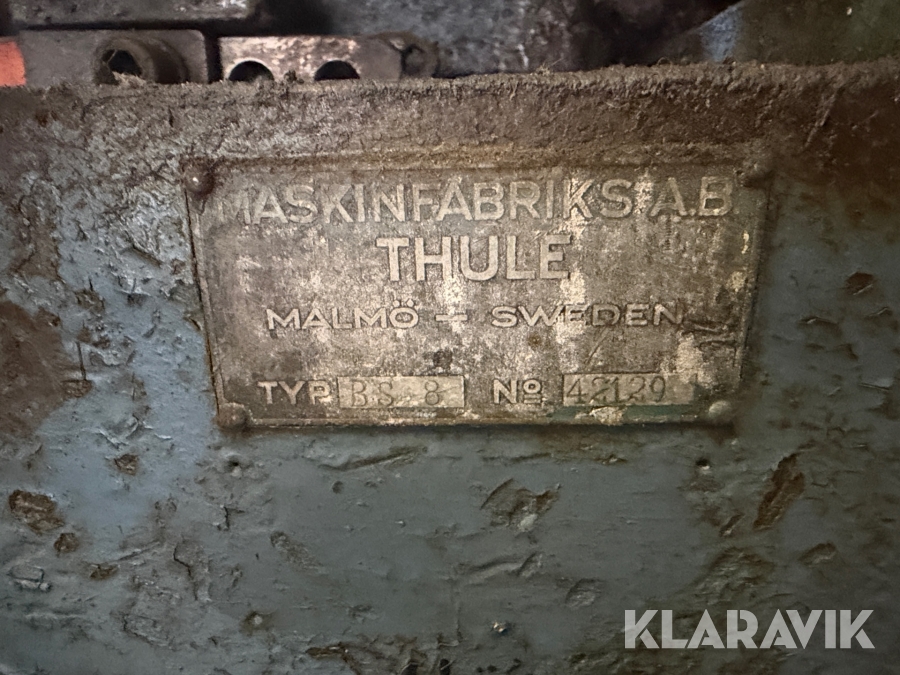 MASKINFABRIKS A.B.
THULE
MALMÖ - SWEDEN
TYP BS 8 No 42129
KLARAVIK